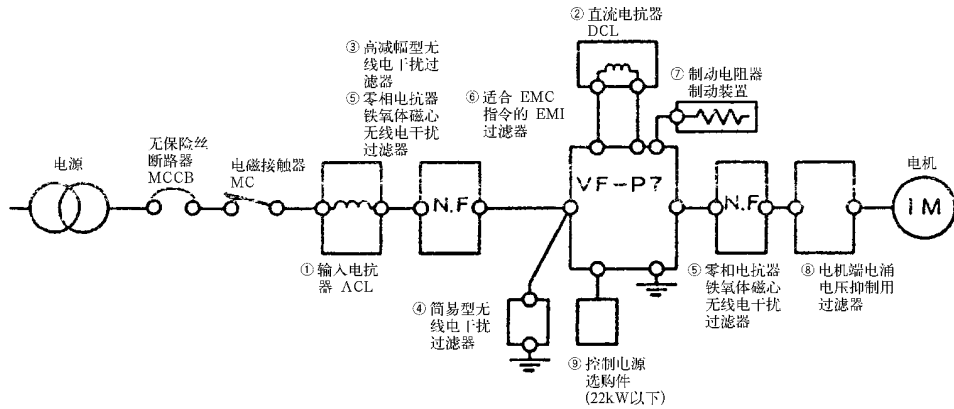 ② 直流电抗器
DCL
③ 高减幅型无
线电干扰过
滤器
⑤ 零相电抗器
铁氧体磁心
无线电干扰
过滤器
⑥ 适合 EMC
指令的 EMI
过滤器
⑦ 制动电阻器
制动装置
电源
无保险丝
断路器
MCCB
电磁接触器
MC
N.F
VF-P7
N.F
电机
IM
① 输入电抗
器 ACL
④ 简易型无
线电干扰
过滤器
⑨ 控制电源
选购件
(22kW以下)
⑤ 零相电抗器
铁氧体磁心
无线电干扰
过滤器
⑧ 电机端电涌
电压抑制用
过滤器